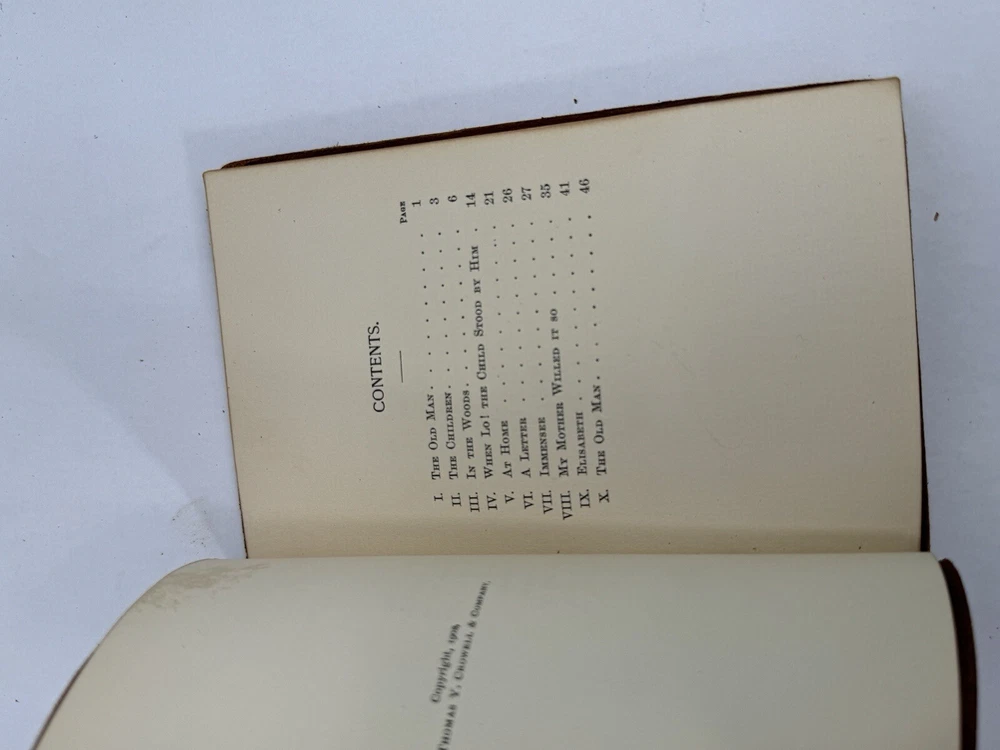 Copyright,
Thomas Y. Crowell & Company.
CONTENTS.
Page
I. The Old Man . . . . . . . . . 1
II. The Children . . . . . . . . . 3
III. In the Woods . . . . . . . . . 6
IV. When Lo! the Child Stood by Him . 14
V. At Home . . . . . . . . . . 21
VI. A Letter . . . . . . . . . . 26
VII. Immensee . . . . . . . . . . 27
VIII. My Mother Willed it so . . . . . 35
IX. Elisabeth . . . . . . . . . . 41
X. The Old Man . . . . . . . . . 46